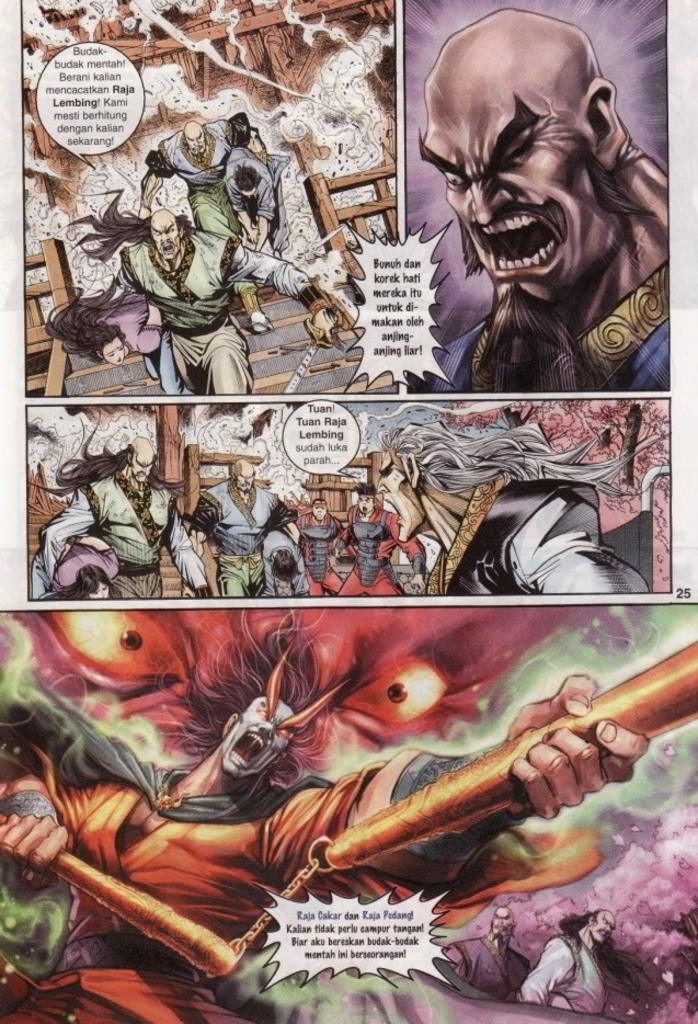 Budak-
budak mentah!
Berani kalian
mencacatkan Raja
Lembing! Kami
mesti berhitung
dengan kalian
sekarang!
Bunuh dan
korek hati
mereka itu
untuk di-
makan oleh
anjing-
anjing liar!
Tuan!
Tuan Raja
Lembing
sudah luka
parah...
25
Raja Cakar dan Raja Pedang!
Kalian tidak perlu campur tangan!
Biar aku bereskan budak-budak
mentah ini berseorangan!